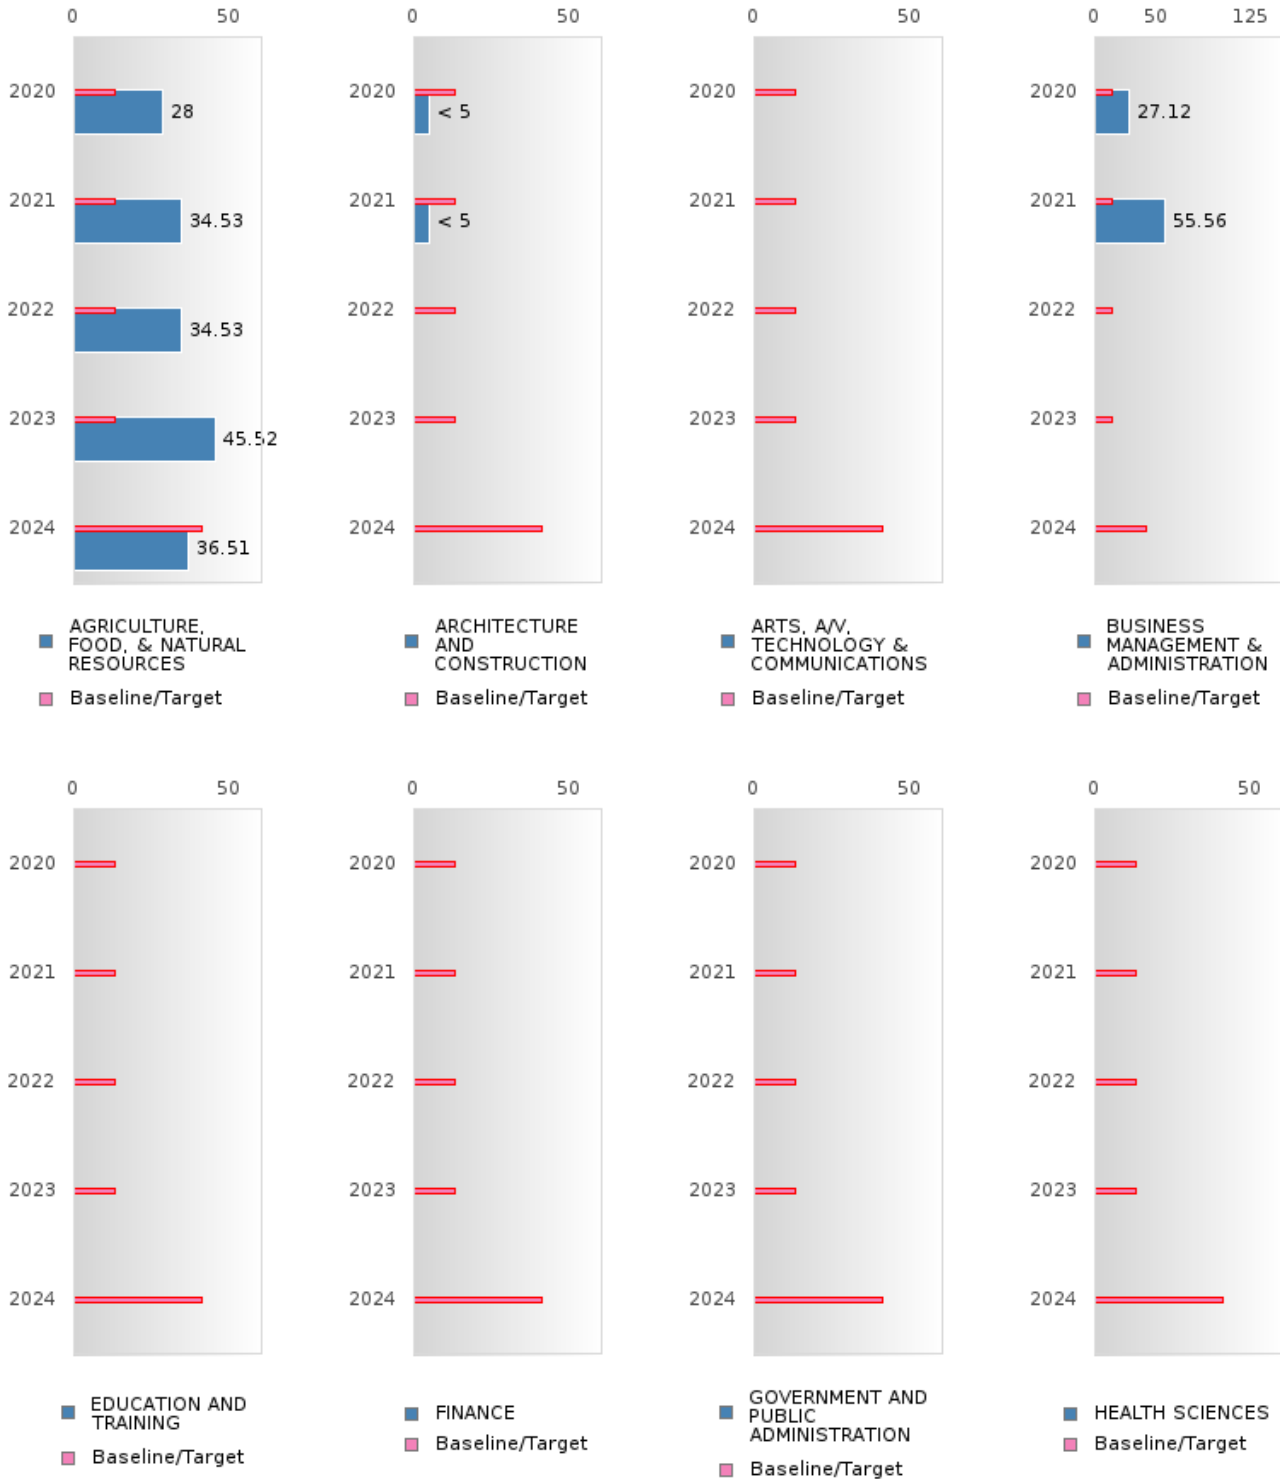 0 50
0 50
0 50
0 50 125
2020 28
2020 < 5
2020
2020 27.12
2021 34.53
2021 < 5
2021
2021 55.56
2022 34.53
2022
2022
2022
2023 45.52
2023
2023
2023
2024 36.51
2024
2024
2024
AGRICULTURE,
FOOD, & NATURAL
RESOURCES
Baseline/Target
ARCHITECTURE
AND
CONSTRUCTION
Baseline/Target
ARTS, A/V,
TECHNOLOGY &
COMMUNICATIONS
Baseline/Target
BUSINESS
MANAGEMENT &
ADMINISTRATION
Baseline/Target
0 50
0 50
0 50
0 50
2020
2020
2020
2020
2021
2021
2021
2021
2022
2022
2022
2022
2023
2023
2023
2023
2024
2024
2024
2024
EDUCATION AND
TRAINING
Baseline/Target
FINANCE
Baseline/Target
GOVERNMENT AND
PUBLIC
ADMINISTRATION
Baseline/Target
HEALTH SCIENCES
Baseline/Target